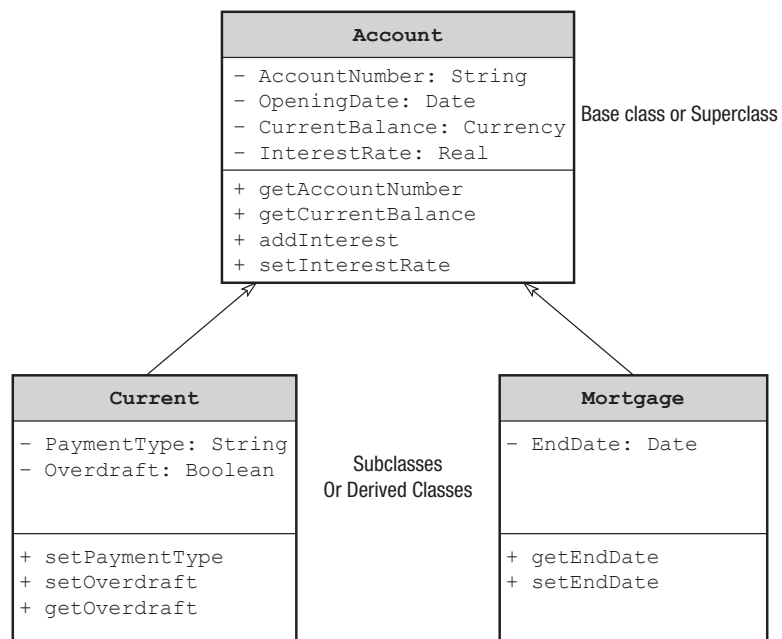 Account
- AccountNumber: String
- OpeningDate: Date
- CurrentBalance: Currency
- InterestRate: Real
+ getAccountNumber
+ getCurrentBalance
+ addInterest
+ setInterestRate
Base class or Superclass
Current
- PaymentType: String
- Overdraft: Boolean
+ setPaymentType
+ setOverdraft
+ getOverdraft
Subclasses
Or Derived Classes
Mortgage
- EndDate: Date
+ getEndDate
+ setEndDate